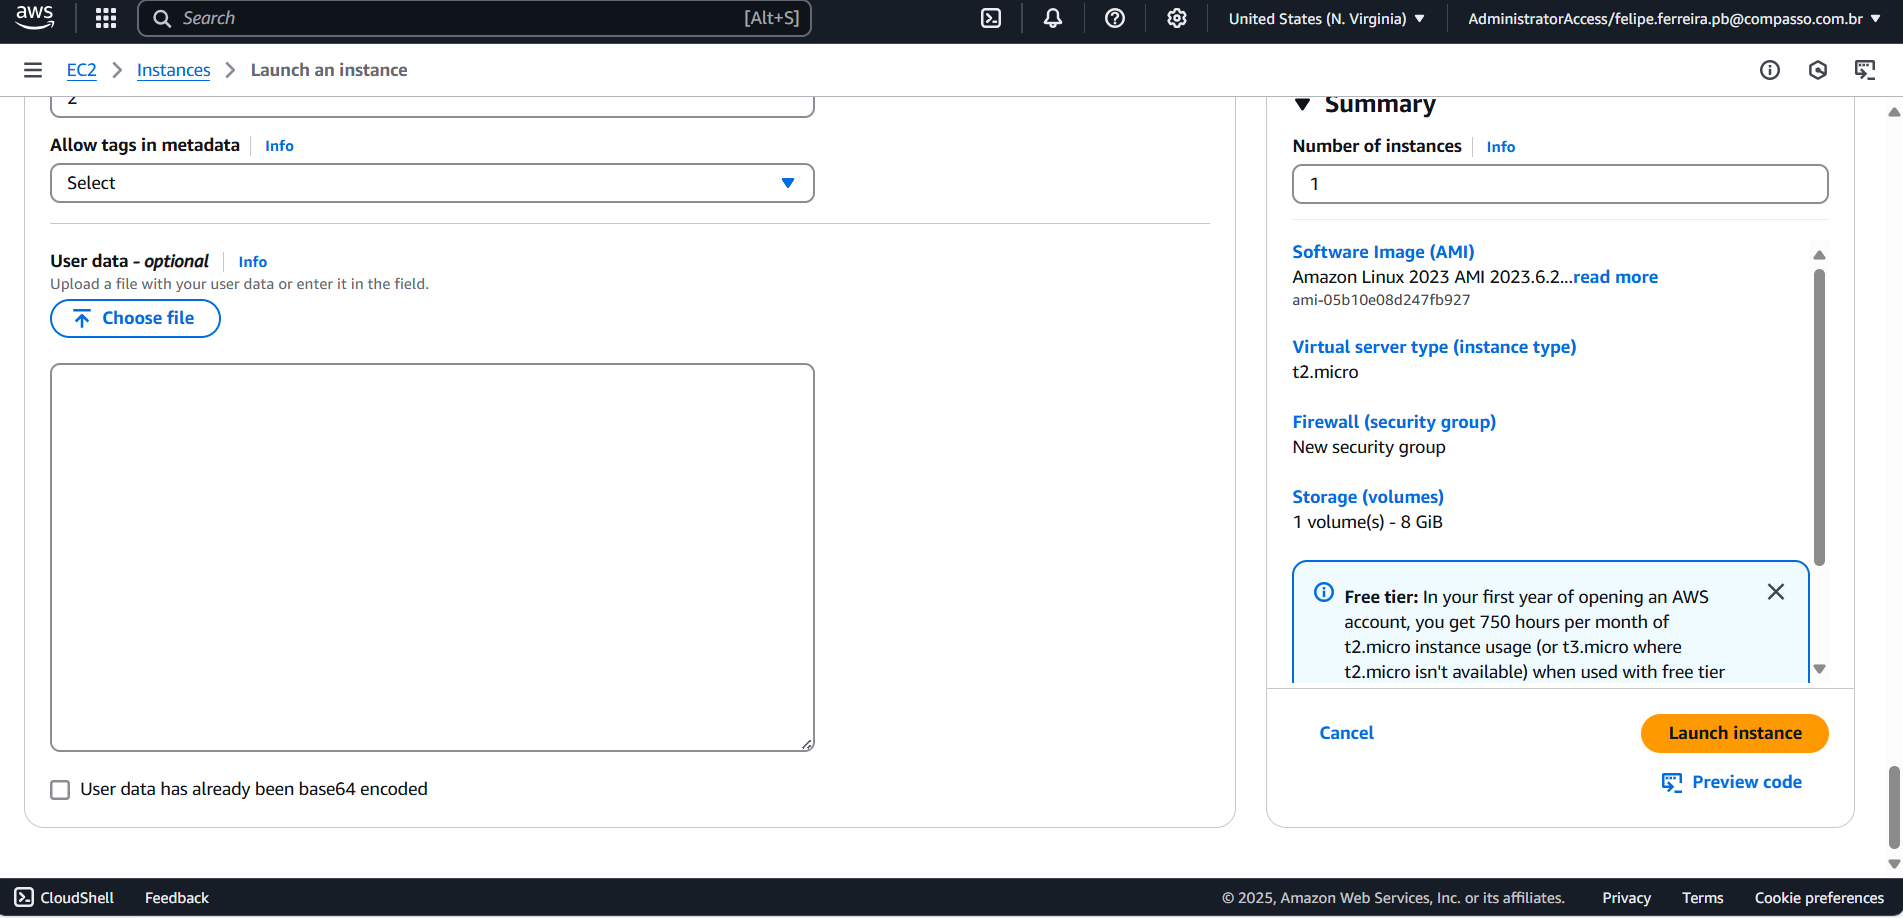 aws
Search [Alt+S]
United States (N. Virginia)
AdministratorAccess/felipe.ferreira.pb@compasso.com.br
EC2 Instances Launch an instance
2
Allow tags in metadata Info
Select
User data - optional Info
Upload a file with your user data or enter it in the field.
Choose file
User data has already been base64 encoded
Summary
Number of instances Info
1
Software Image (AMI)
Amazon Linux 2023 AMI 2023.6.2...read more
ami-05b10e08d247fb927
Virtual server type (instance type)
t2.micro
Firewall (security group)
New security group
Storage (volumes)
1 volume(s) - 8 GiB
Free tier: In your first year of opening an AWS
account, you get 750 hours per month of
t2.micro instance usage (or t3.micro where
t2.micro isn't available) when used with free tier
Cancel
Launch instance
Preview code
CloudShell Feedback
© 2025, Amazon Web Services, Inc. or its affiliates. Privacy Terms Cookie preferences